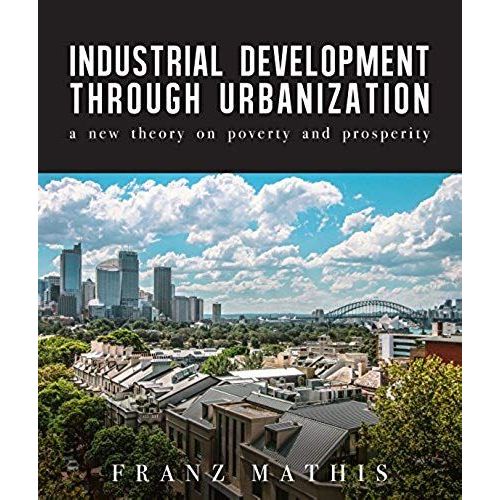 INDUSTRIAL DEVELOPMENT
THROUGH URBANIZATION
a new theory on poverty and prosperity
FRANZ MATHIS